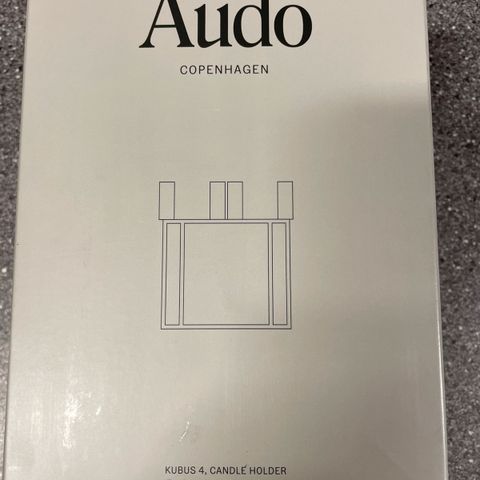 Audo
COPENHAGEN
KUBUS 4, CANDLE HOLDER